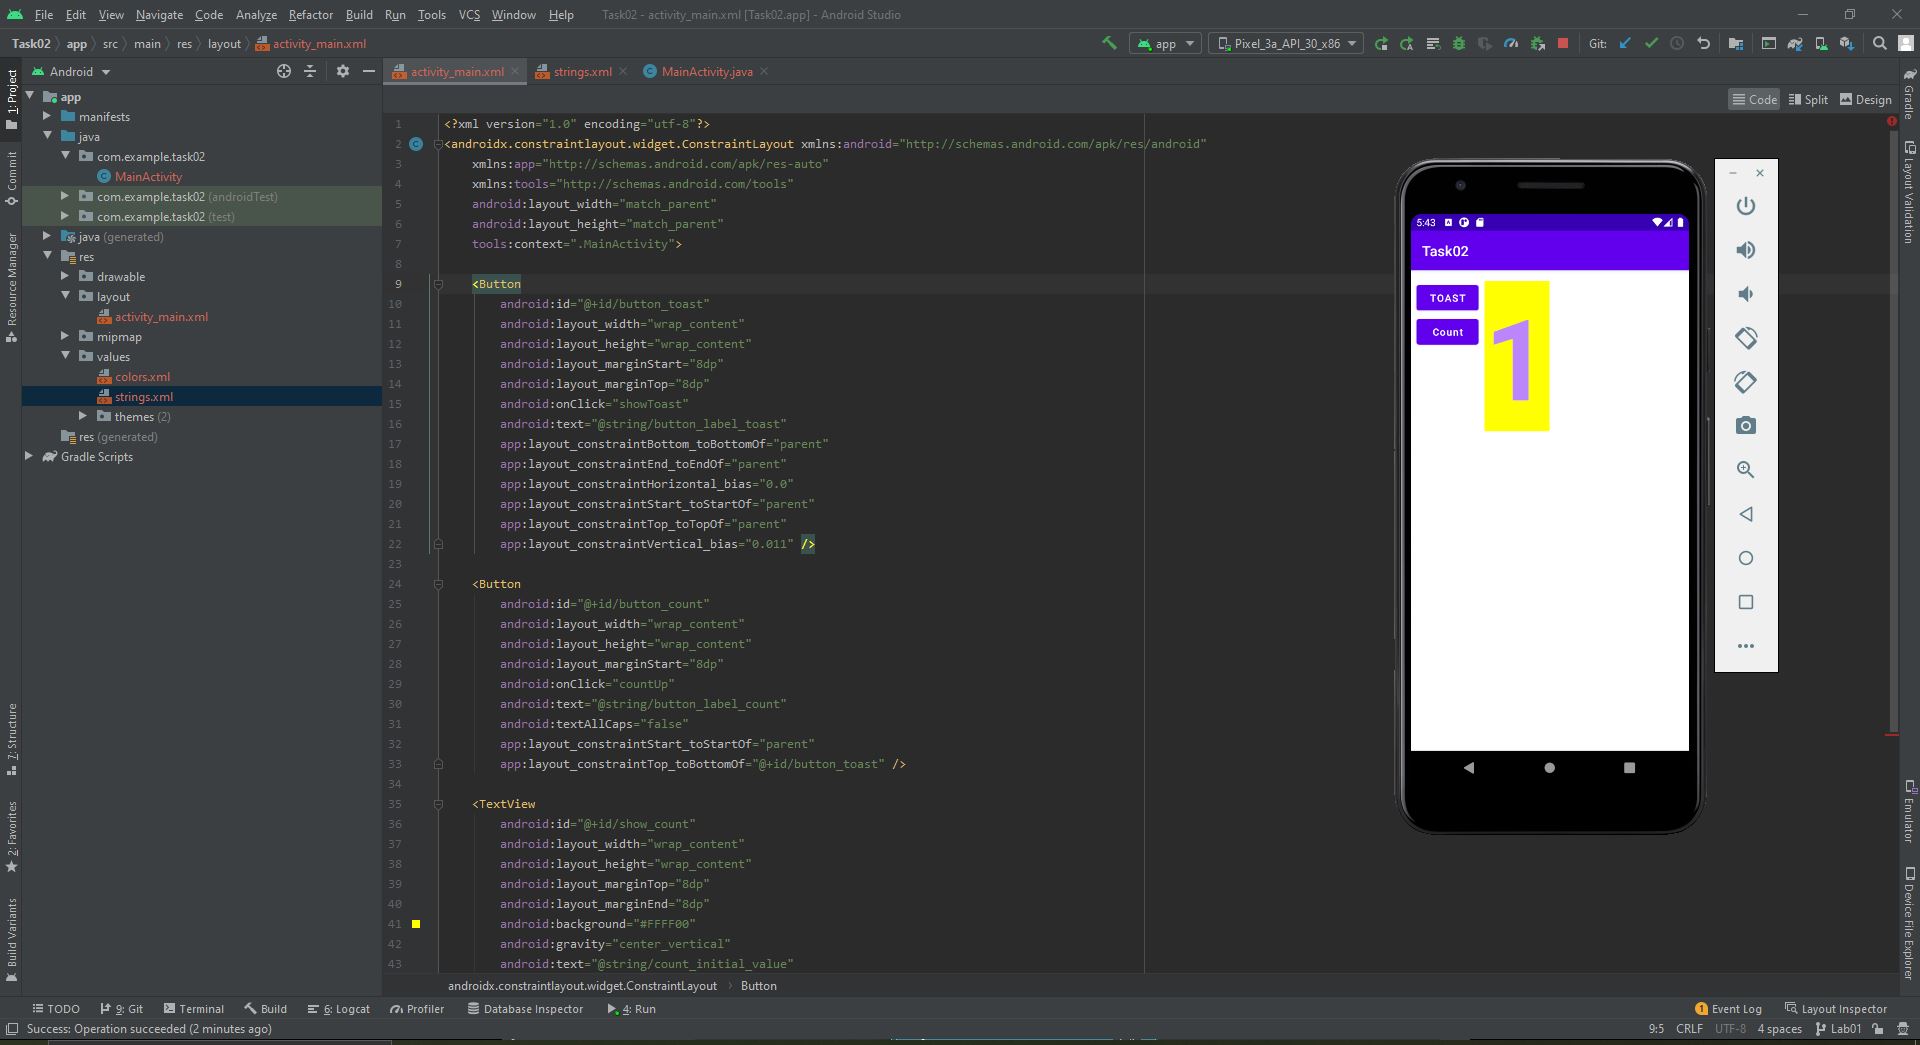 File Edit View Navigate Code Analyze Refactor Build Run Tools VCS Window Help Task02 - activity_main.xml [Task02.app] - Android Studio
Task02 app src main res layout activity_main.xml app Pixel_3a_API_30_x86 Git:
Android
activity_main.xml strings.xml MainActivity.java
Code Split Design
1: Project
Commit
Resource Manager
7: Structure
2: Favorites
Build Variants
app
manifests
java
com.example.task02
MainActivity
com.example.task02 (androidTest)
com.example.task02 (test)
java (generated)
res
drawable
layout
activity_main.xml
mipmap
values
colors.xml
strings.xml
themes (2)
res (generated)
Gradle Scripts
1 <?xml version="1.0" encoding="utf-8"?>
2 <androidx.constraintlayout.widget.ConstraintLayout xmlns:android="http://schemas.android.com/apk/res/android"
3 xmlns:app="http://schemas.android.com/apk/res-auto"
4 xmlns:tools="http://schemas.android.com/tools"
5 android:layout_width="match_parent"
6 android:layout_height="match_parent"
7 tools:context=".MainActivity">
8
9 <Button
10 android:id="@+id/button_toast"
11 android:layout_width="wrap_content"
12 android:layout_height="wrap_content"
13 android:layout_marginStart="8dp"
14 android:layout_marginTop="8dp"
15 android:onClick="showToast"
16 android:text="@string/button_label_toast"
17 app:layout_constraintBottom_toBottomOf="parent"
18 app:layout_constraintEnd_toEndOf="parent"
19 app:layout_constraintHorizontal_bias="0.0"
20 app:layout_constraintStart_toStartOf="parent"
21 app:layout_constraintTop_toTopOf="parent"
22 app:layout_constraintVertical_bias="0.011" />
23
24 <Button
25 android:id="@+id/button_count"
26 android:layout_width="wrap_content"
27 android:layout_height="wrap_content"
28 android:layout_marginStart="8dp"
29 android:onClick="countUp"
30 android:text="@string/button_label_count"
31 android:textAllCaps="false"
32 app:layout_constraintStart_toStartOf="parent"
33 app:layout_constraintTop_toBottomOf="@+id/button_toast" />
34
35 <TextView
36 android:id="@+id/show_count"
37 android:layout_width="wrap_content"
38 android:layout_height="wrap_content"
39 android:layout_marginTop="8dp"
40 android:layout_marginEnd="8dp"
41 android:background="#FFFF00"
42 android:gravity="center_vertical"
43 android:text="@string/count_initial_value"
5:43
Task02
TOAST
Count
1
Gradle
Layout Validation
Emulator
Device File Explorer
androidx.constraintlayout.widget.ConstraintLayout Button
TODO 9: Git Terminal Build 6: Logcat Profiler Database Inspector 4: Run 1 Event Log Layout Inspector
Success: Operation succeeded (2 minutes ago) 9:5 CRLF UTF-8 4 spaces Lab01